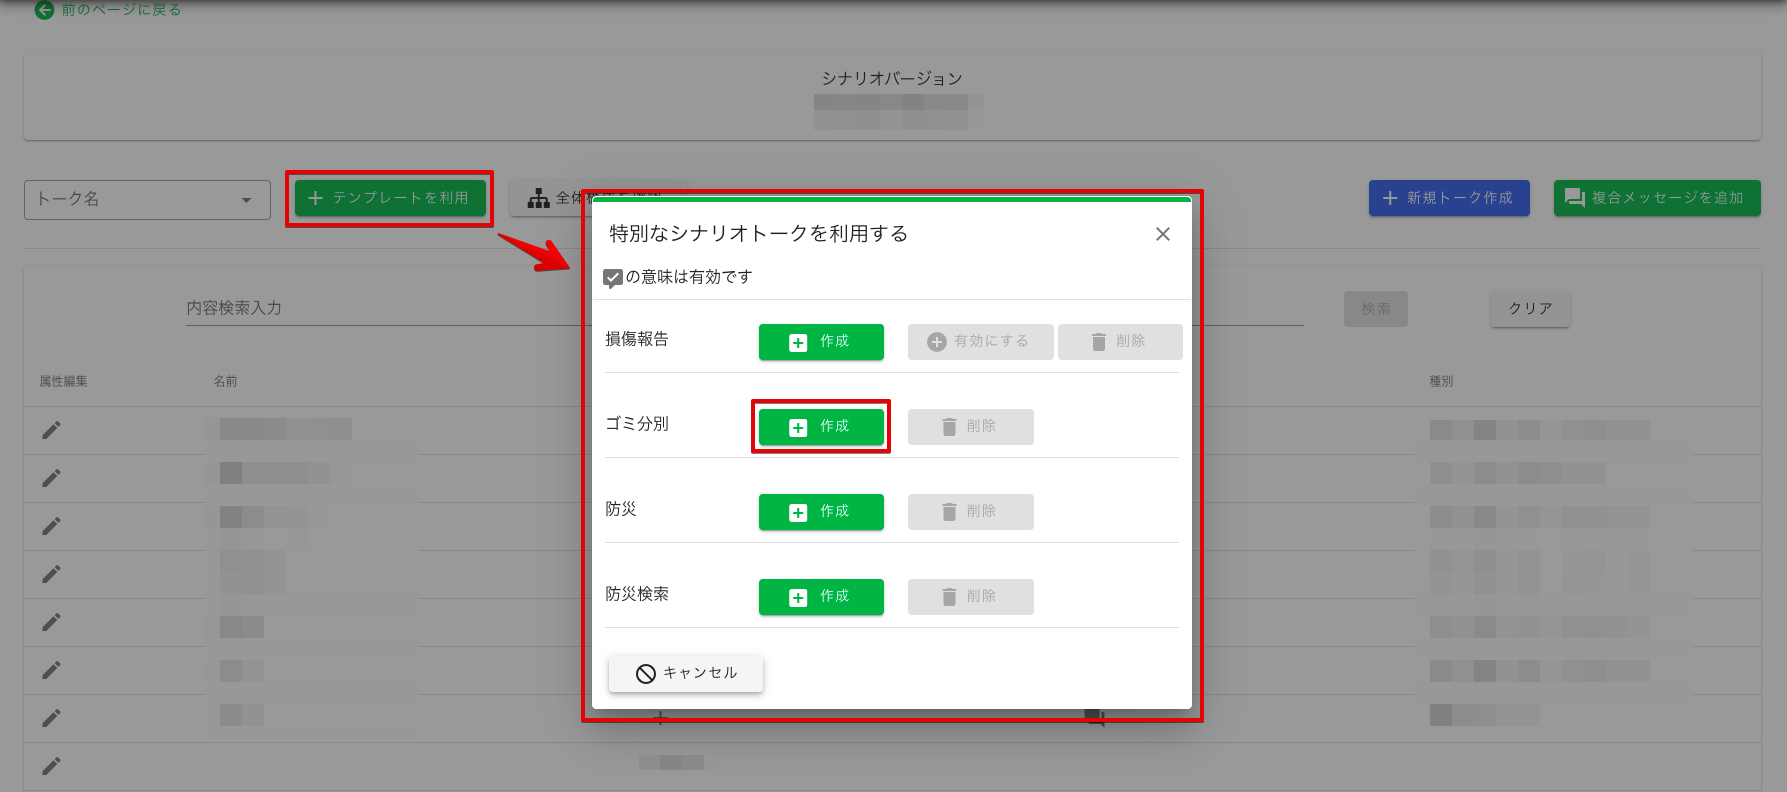 前のページに戻る
シナリオバージョン
トーク名
テンプレートを利用
新規トーク作成
複合メッセージを追加
特別なシナリオトークを利用する
の意味は有効です
内容検索入力
検索
クリア
損傷報告
作成
有効にする
削除
属性編集
名前
種別
ゴミ分別
作成
削除
防災
作成
削除
防災検索
作成
削除
キャンセル